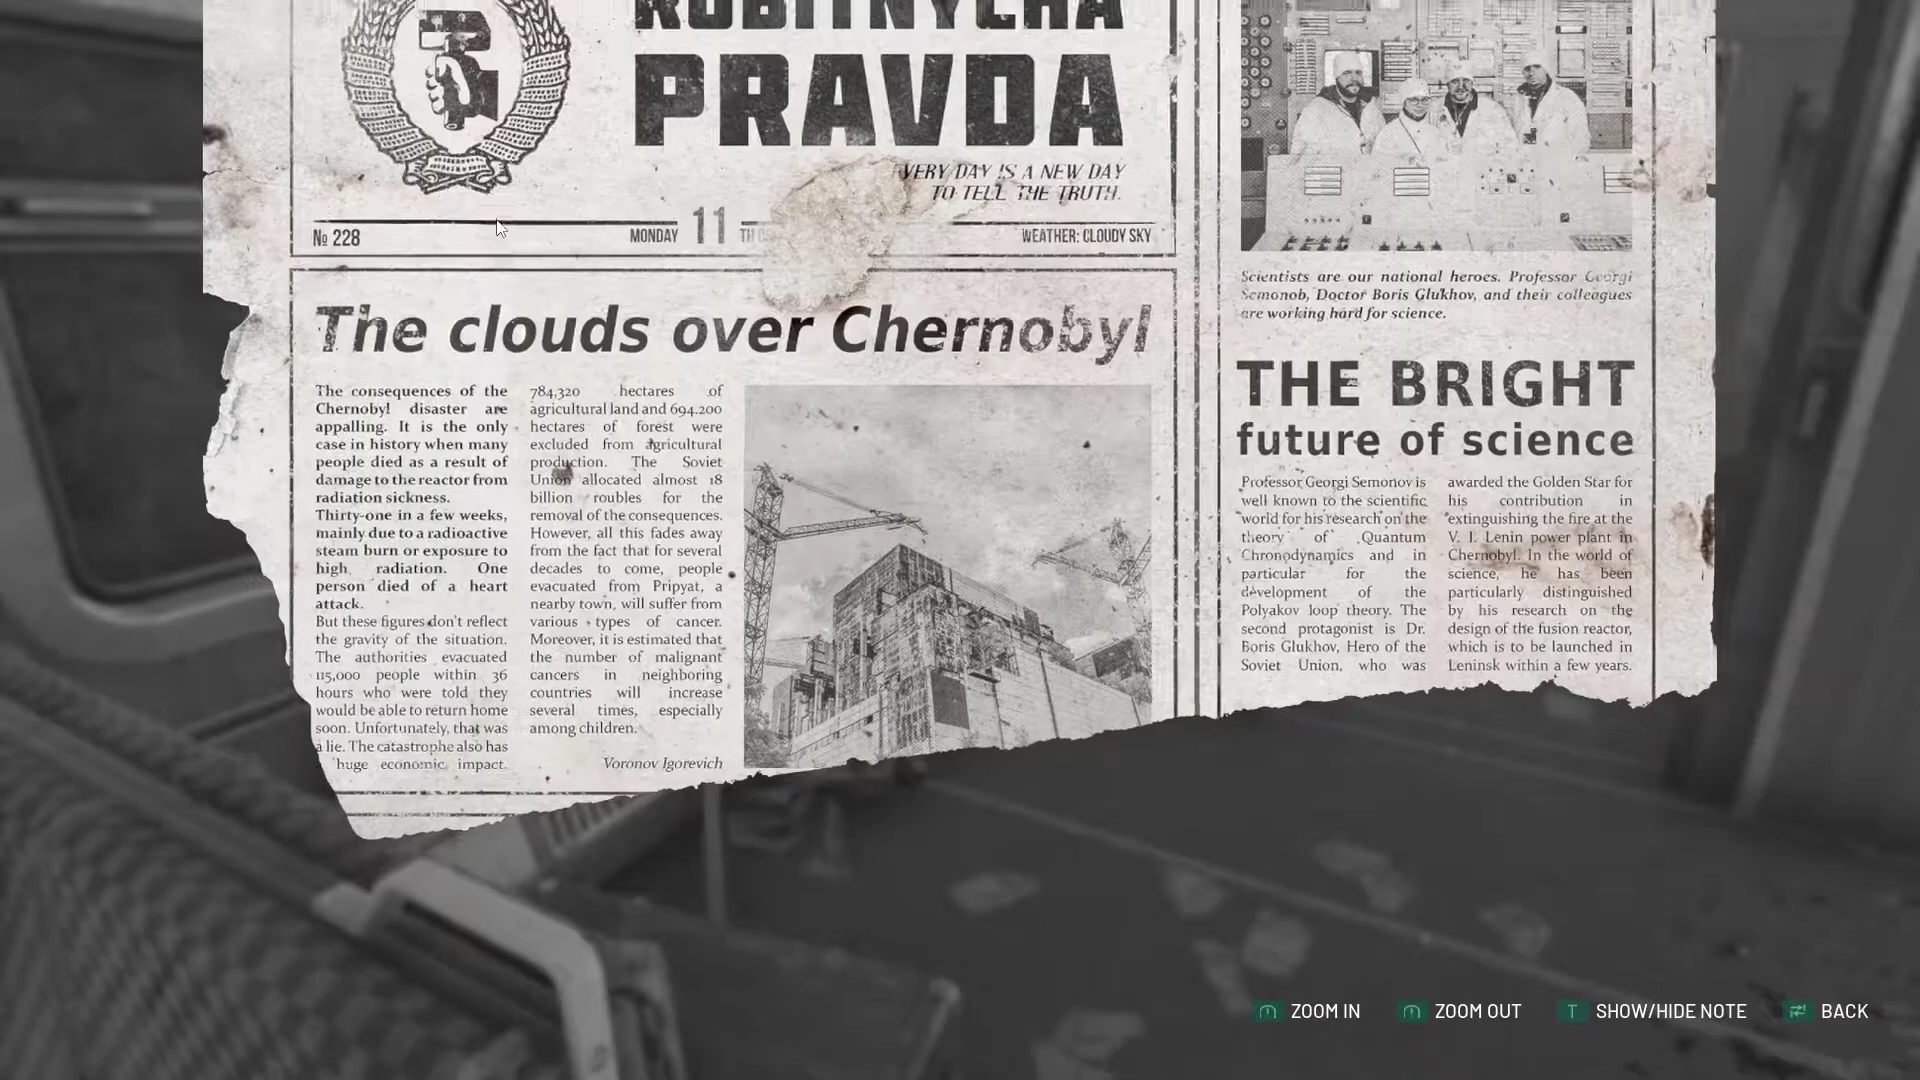 ROBITNYCHA
PRAVDA
VERY DAY IS A NEW DAY
TO TELL THE TRUTH.
№ 228
MONDAY 11 TH
WEATHER: CLOUDY SKY
The clouds over Chernobyl
The consequences of the
Chernobyl disaster are
appalling. It is the only
case in history when many
people died as a result of
damage to the reactor from
radiation sickness.
Thirty-one in a few weeks,
mainly due to a radioactive
steam burn or exposure to
high radiation. One
person died of a heart
attack.
But these figures don't reflect
the gravity of the situation.
The authorities evacuated
115,000 people within 36
hours who were told they
would be able to return home
soon. Unfortunately, that was
a lie. The catastrophe also has
huge economic impact.
784,320 hectares of
agricultural land and 694.200
hectares of forest were
excluded from agricultural
production. The Soviet
Union allocated almost 18
billion roubles for the
removal of the consequences.
However, all this fades away
from the fact that for several
decades to come, people
evacuated from Pripyat, a
nearby town, will suffer from
various types of cancer.
Moreover, it is estimated that
the number of malignant
cancers in neighboring
countries will increase
several times, especially
among children.
Voronov Igorevich
Scientists are our national heroes. Professor Georgi
Semonob, Doctor Boris Glukhov, and their colleagues
are working hard for science.
THE BRIGHT
future of science
Professor Georgi Semonov is
well known to the scientific
world for his research on the
theory of Quantum
Chronodynamics and in
particular for the
development of the
Polyakov loop theory. The
second protagonist is Dr.
Boris Glukhov, Hero of the
Soviet Union, who was
awarded the Golden Star for
his contribution in
extinguishing the fire at the
V. I. Lenin power plant in
Chernobyl. In the world of
science, he has been
particularly distinguished
by his research on the
design of the fusion reactor,
which is to be launched in
Leninsk within a few years.
ZOOM IN
ZOOM OUT
T SHOW/HIDE NOTE
BACK